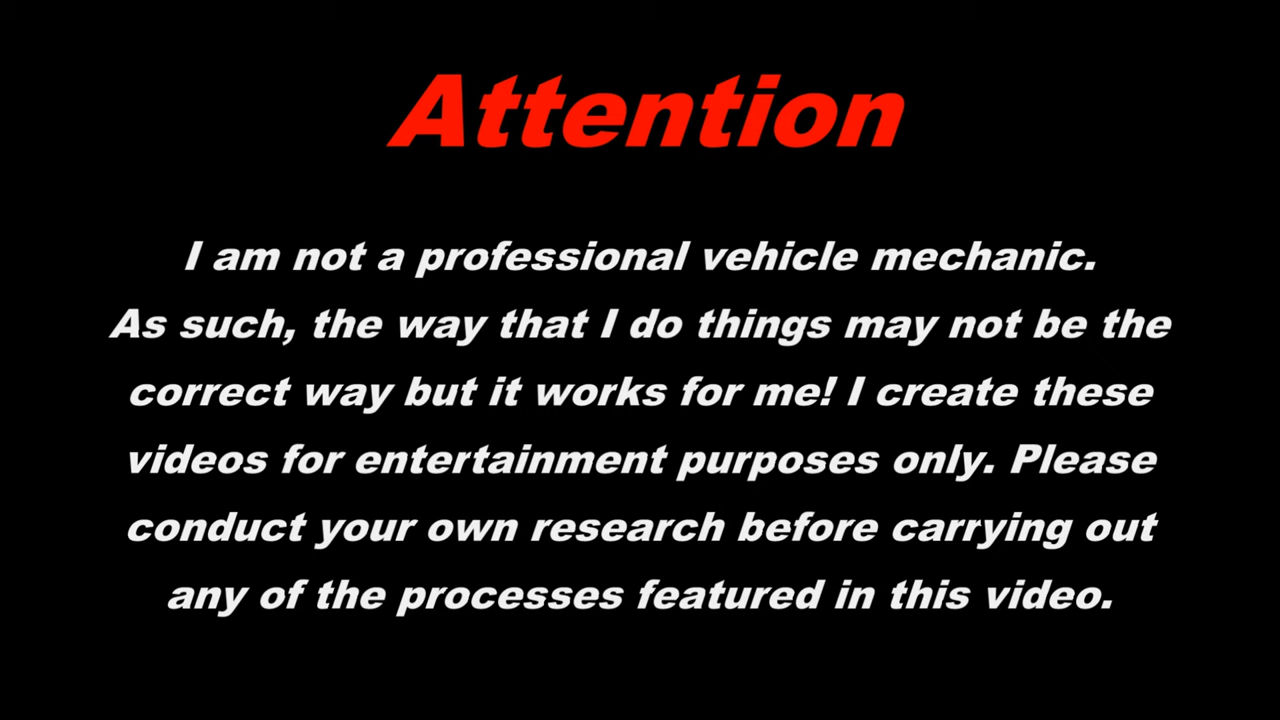 Attention
I am not a professional vehicle mechanic.
As such, the way that I do things may not be the
correct way but it works for me! I create these
videos for entertainment purposes only. Please
conduct your own research before carrying out
any of the processes featured in this video.